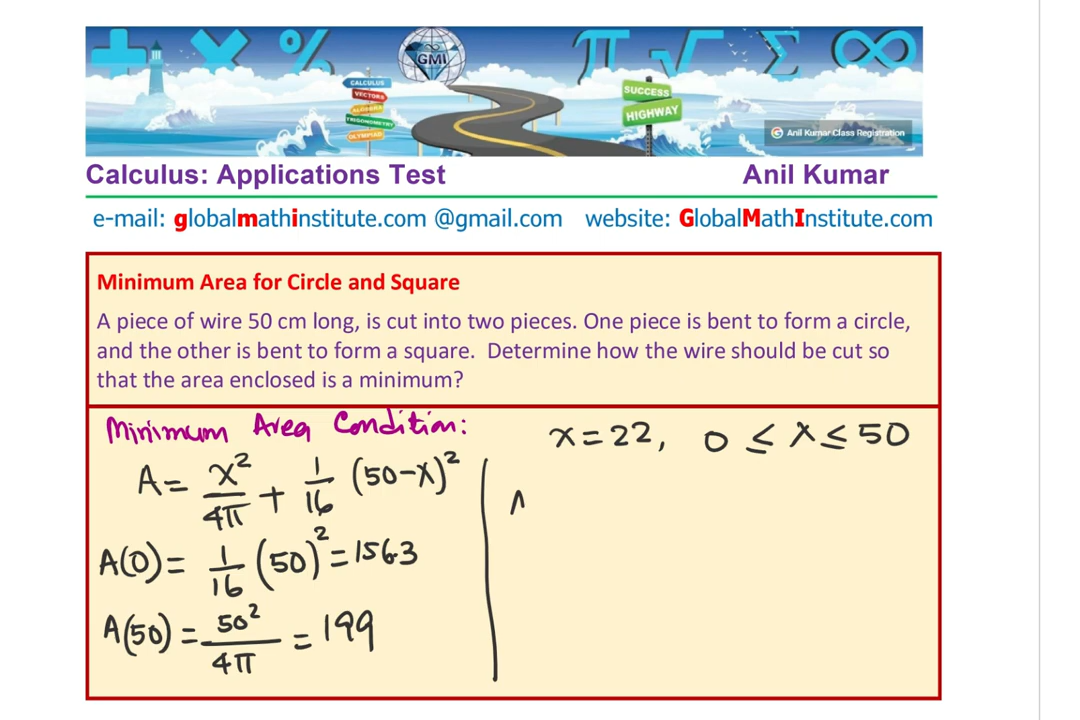 + × % GMI π √ Σ ∞
CALCULUS
VECTORS
ALGEBRA
TRIGONOMETRY
OLYMPIAD
SUCCESS
HIGHWAY
G Anil Kumar Class Registration
Calculus: Applications Test Anil Kumar
e-mail: globalmathinstitute.com @gmail.com website: GlobalMathInstitute.com
Minimum Area for Circle and Square
A piece of wire 50 cm long, is cut into two pieces. One piece is bent to form a circle,
and the other is bent to form a square. Determine how the wire should be cut so
that the area enclosed is a minimum?
Minimum Area Condition:
x = 22, 0 ≤ x ≤ 50
A = x²/4π + 1/16 (50-x)²
A(0) = 1/16 (50)² = 156.3
A(50) = 50²/4π = 199